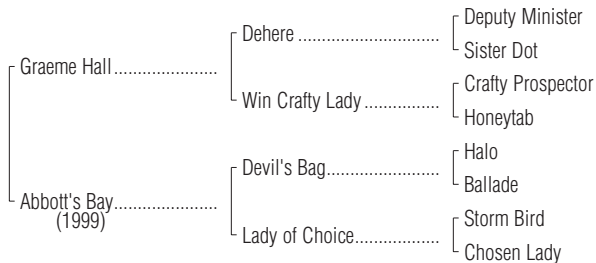 Deputy Minister
Dehere ..............................
Sister Dot
Graeme Hall......................
Crafty Prospector
Win Crafty Lady ................
Honeytab
Halo
Devil's Bag........................
Ballade
Abbott's Bay......................
(1999)
Storm Bird
Lady of Choice..................
Chosen Lady